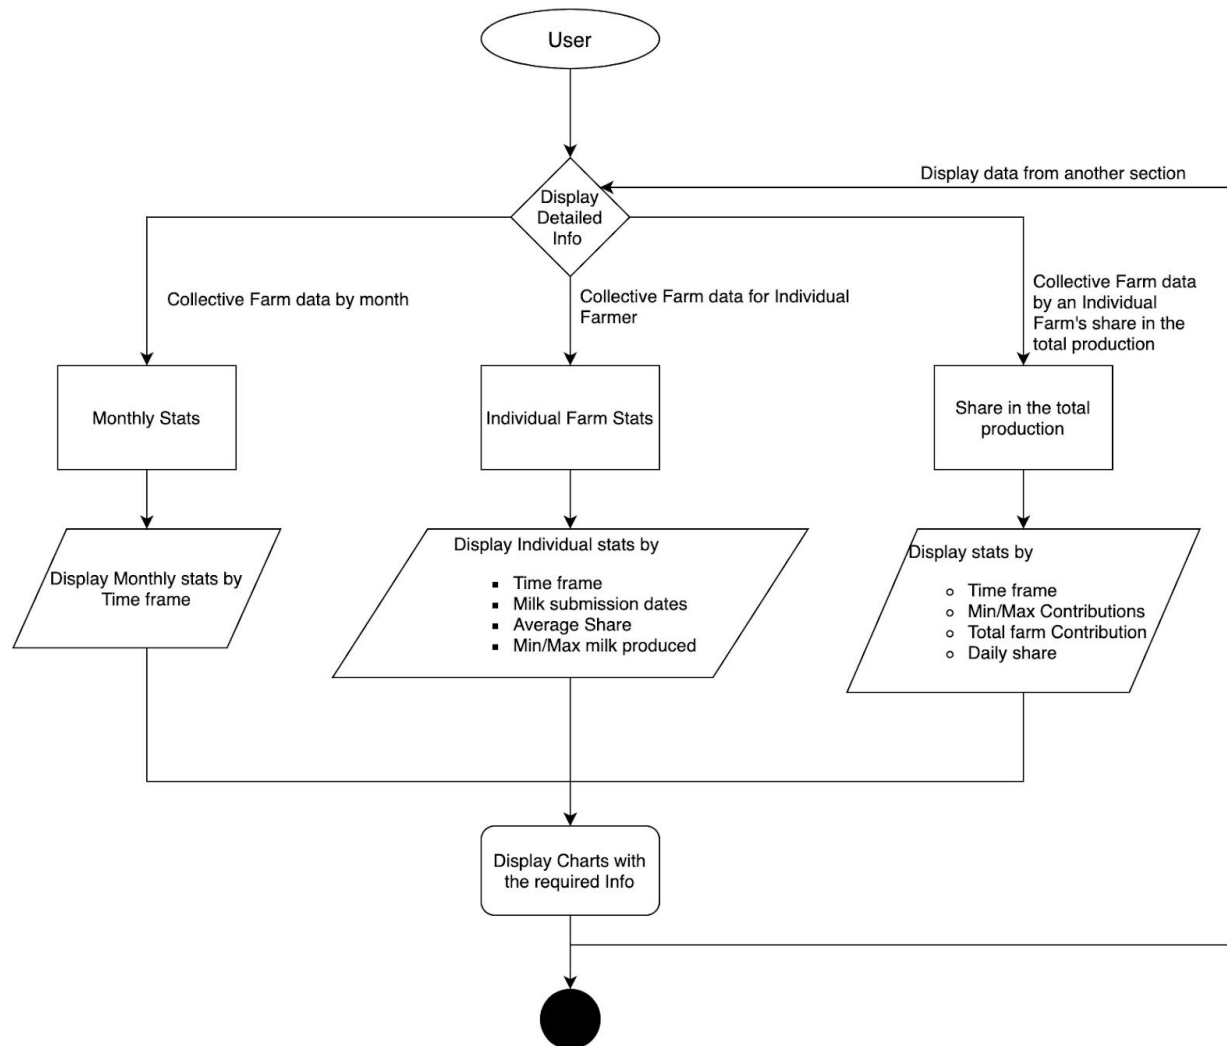 User
Display data from another section
Display
Detailed
Info
Collective Farm data by month
Collective Farm data for Individual
Farmer
Collective Farm data
by an Individual
Farm's share in the
total production
Monthly Stats
Individual Farm Stats
Share in the total
production
Display Monthly stats by
Time frame
Display Individual stats by
▪ Time frame
▪ Milk submission dates
▪ Average Share
▪ Min/Max milk produced
Display stats by
○ Time frame
○ Min/Max Contributions
○ Total farm Contribution
○ Daily share
Display Charts with
the required Info